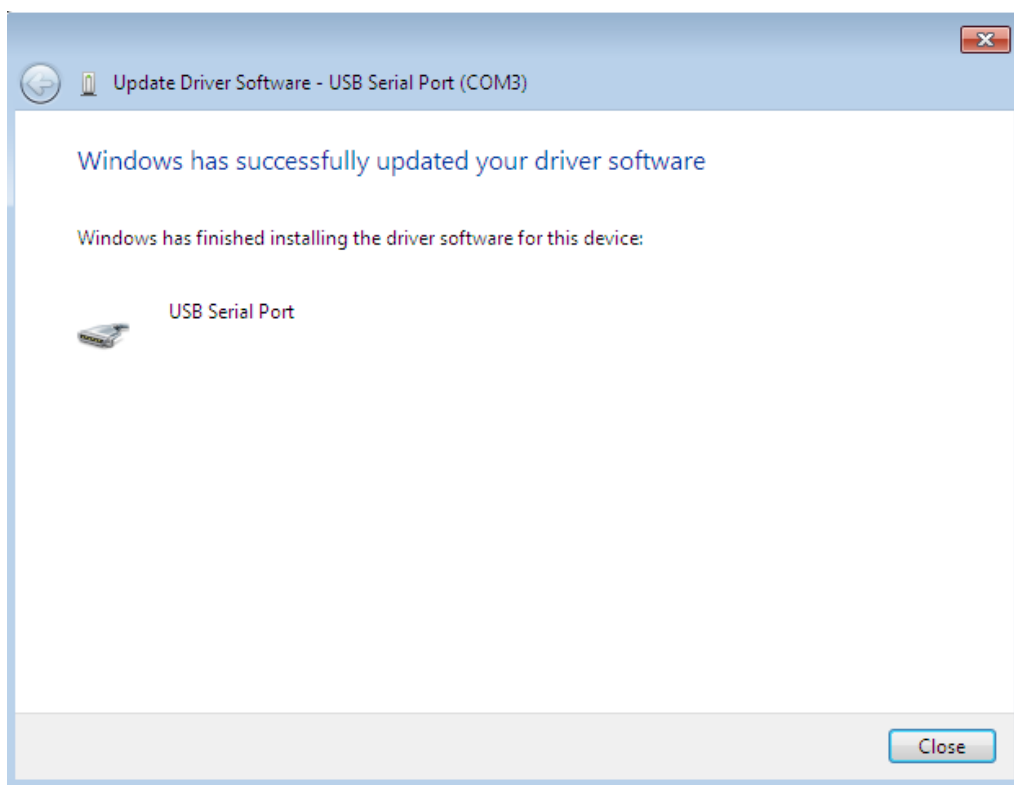 Update Driver Software - USB Serial Port (COM3)
Windows has successfully updated your driver software
Windows has finished installing the driver software for this device:
USB Serial Port
Close